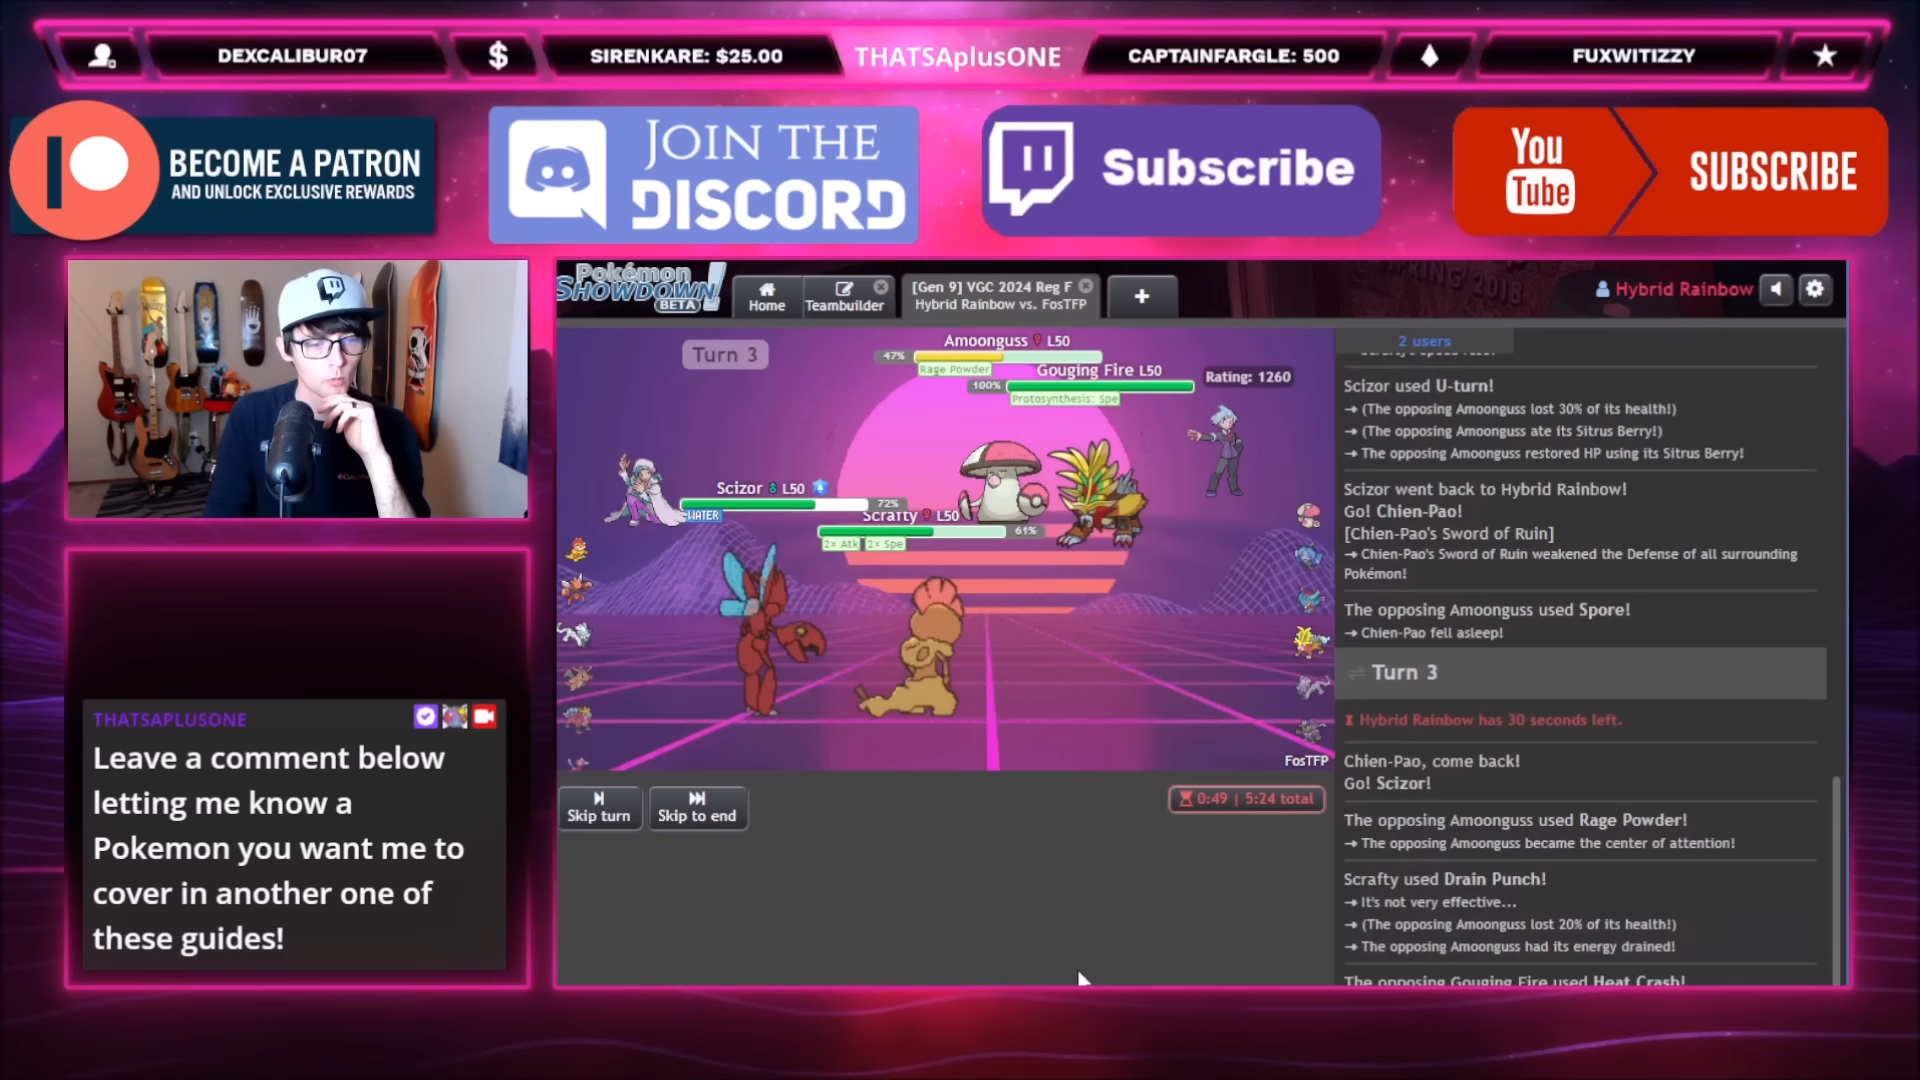 DEXCALIBUR07
$
SIRENKARE: $25.00
THATSAplusONE
CAPTAINFARGLE: 500
FUXWITIZZY
BECOME A PATRON
AND UNLOCK EXCLUSIVE REWARDS
JOIN THE
DISCORD
Subscribe
You
Tube
SUBSCRIBE
Pokémon
SHOWDOWN!
BETA
Home
Teambuilder
[Gen 9] VGC 2024 Reg F
Hybrid Rainbow vs. FosTFP
+
Hybrid Rainbow
Turn 3
Amoonguss L50
47%
Rage Powder
Gouging Fire L50
100%
Protosynthesis: Spe
Rating: 1260
Scizor L50
72%
WATER
Scrafty L50
61%
2× Atk 2× Spe
FosTFP
Skip turn
Skip to end
0:49 | 5:24 total
2 users
Scizor used U-turn!
(The opposing Amoonguss lost 30% of its health!)
(The opposing Amoonguss ate its Sitrus Berry!)
The opposing Amoonguss restored HP using its Sitrus Berry!
Scizor went back to Hybrid Rainbow!
Go! Chien-Pao!
[Chien-Pao's Sword of Ruin]
Chien-Pao's Sword of Ruin weakened the Defense of all surrounding
Pokémon!
The opposing Amoonguss used Spore!
Chien-Pao fell asleep!
Turn 3
Hybrid Rainbow has 30 seconds left.
Chien-Pao, come back!
Go! Scizor!
The opposing Amoonguss used Rage Powder!
The opposing Amoonguss became the center of attention!
Scrafty used Drain Punch!
It's not very effective...
(The opposing Amoonguss lost 20% of its health!)
The opposing Amoonguss had its energy drained!
The opposing Gouging Fire used Heat Crash!
THATSAPLUSONE
Leave a comment below
letting me know a
Pokemon you want me to
cover in another one of
these guides!